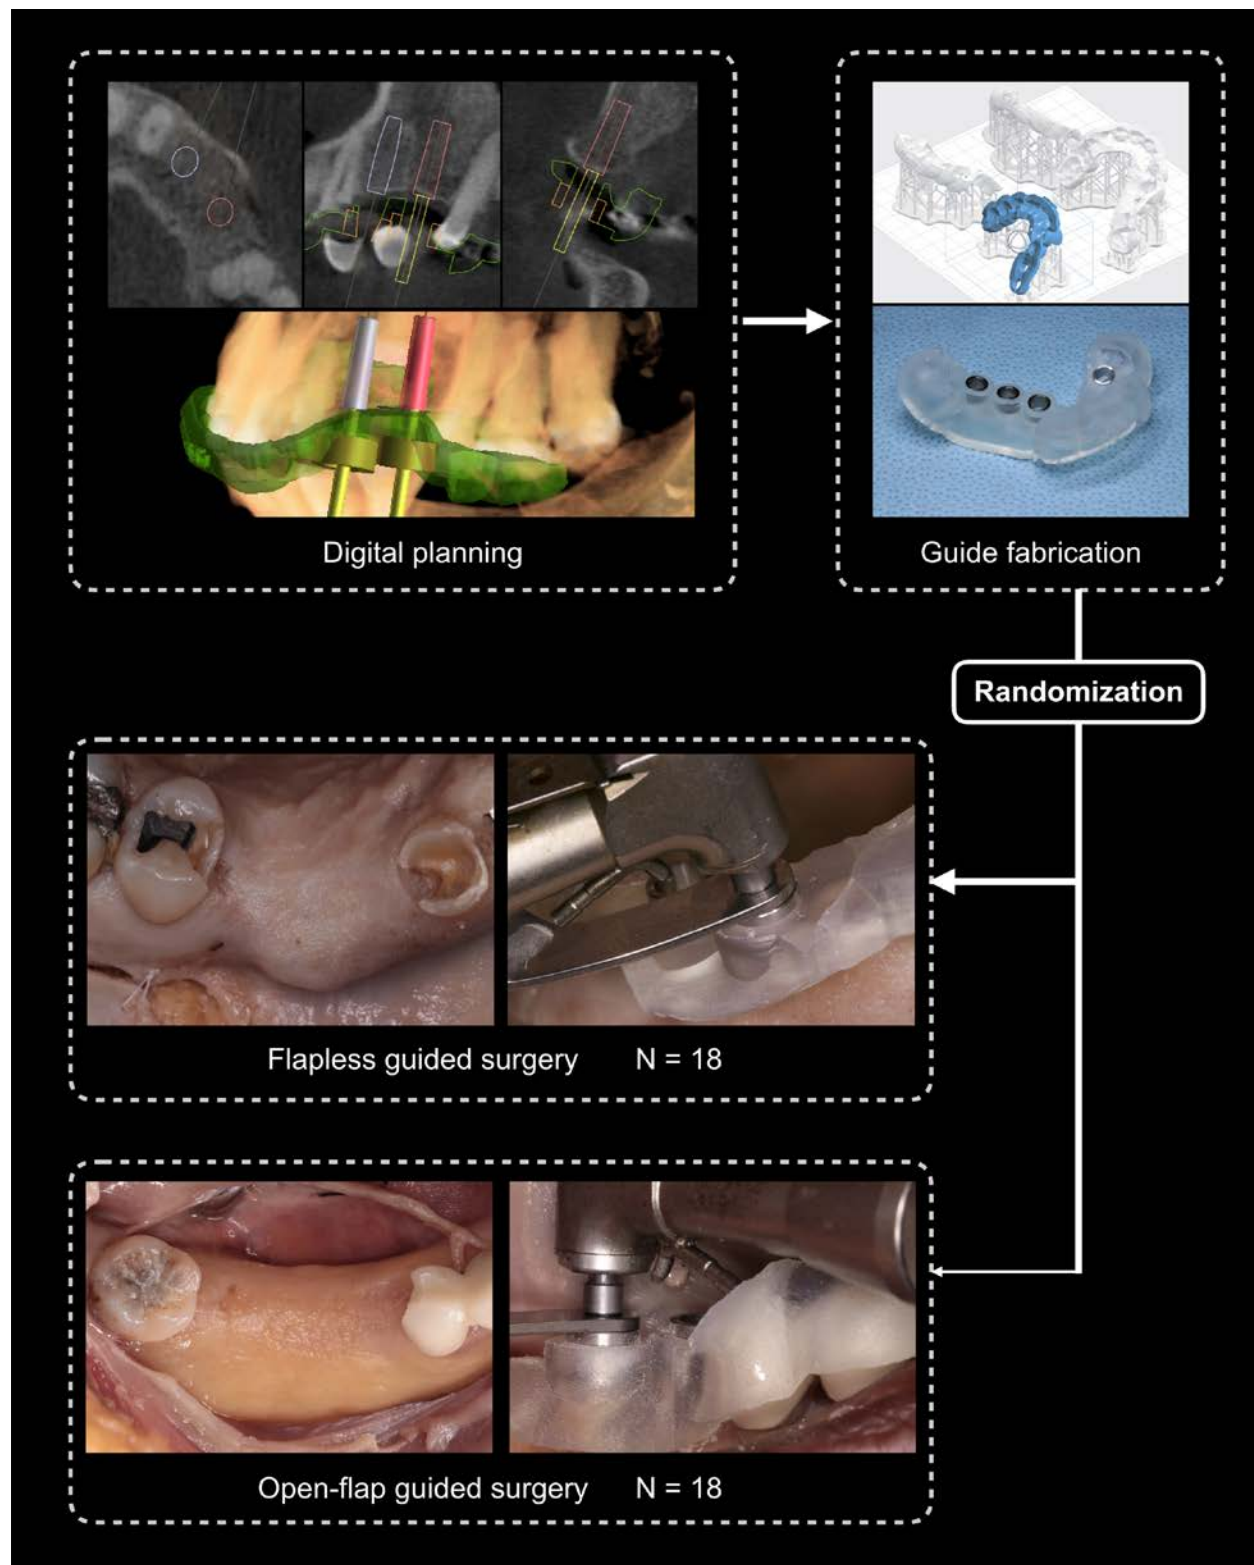 Digital planning
Guide fabrication
Randomization
Flapless guided surgery N = 18
Open-flap guided surgery N = 18